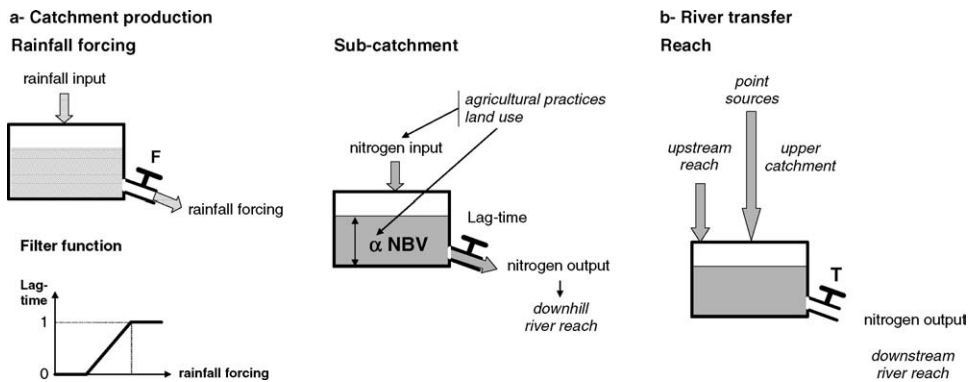 a- Catchment production
Rainfall forcing
rainfall input
F
rainfall forcing
Filter function
Lag-
time
1
0
rainfall forcing
Sub-catchment
agricultural practices
land use
nitrogen input
α NBV
Lag-time
nitrogen output
downhill
river reach
b- River transfer
Reach
point
sources
upstream
reach
upper
catchment
T
nitrogen output
downstream
river reach